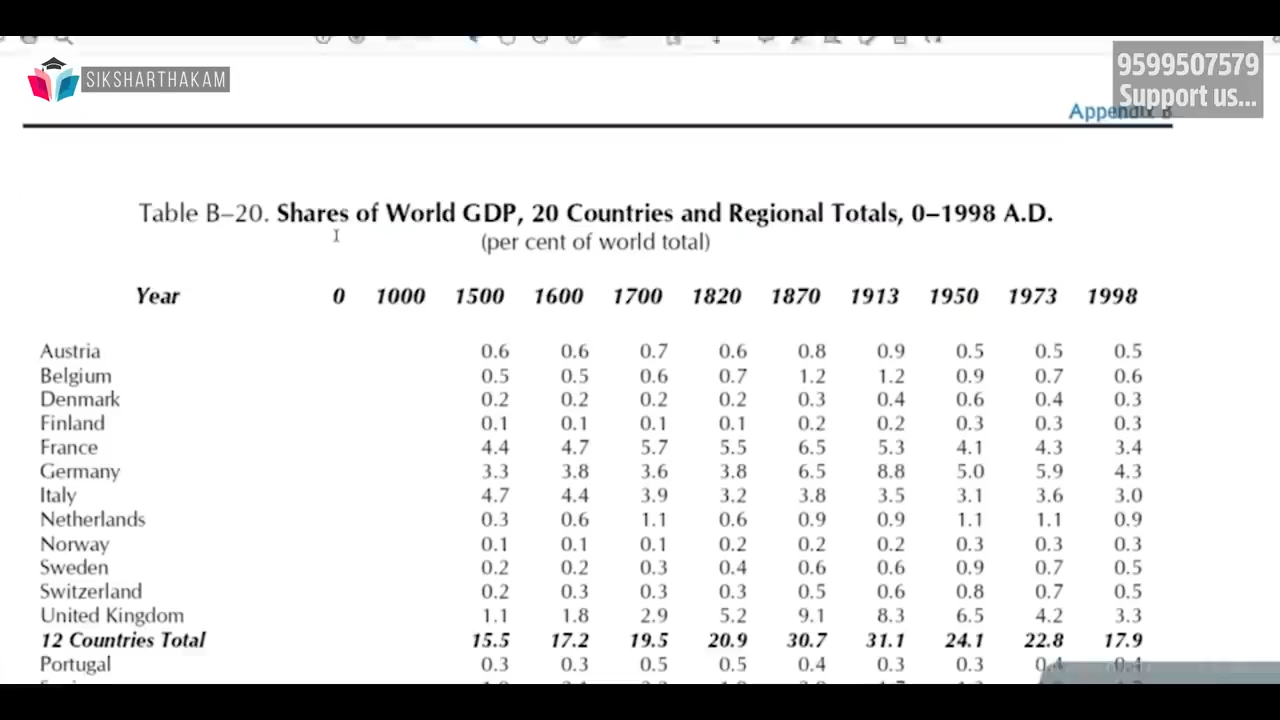 SIKSHARTHAKAM
9599507579
Support us...
Appendix B
Table B–20. Shares of World GDP, 20 Countries and Regional Totals, 0–1998 A.D.
(per cent of world total)
Year 0 1000 1500 1600 1700 1820 1870 1913 1950 1973 1998
Austria 0.6 0.6 0.7 0.6 0.8 0.9 0.5 0.5 0.5
Belgium 0.5 0.5 0.6 0.7 1.2 1.2 0.9 0.7 0.6
Denmark 0.2 0.2 0.2 0.2 0.3 0.4 0.6 0.4 0.3
Finland 0.1 0.1 0.1 0.1 0.2 0.2 0.3 0.3 0.3
France 4.4 4.7 5.7 5.5 6.5 5.3 4.1 4.3 3.4
Germany 3.3 3.8 3.6 3.8 6.5 8.8 5.0 5.9 4.3
Italy 4.7 4.4 3.9 3.2 3.8 3.5 3.1 3.6 3.0
Netherlands 0.3 0.6 1.1 0.6 0.9 0.9 1.1 1.1 0.9
Norway 0.1 0.1 0.1 0.2 0.2 0.2 0.3 0.3 0.3
Sweden 0.2 0.2 0.3 0.4 0.6 0.6 0.9 0.7 0.5
Switzerland 0.2 0.3 0.3 0.3 0.5 0.6 0.8 0.7 0.5
United Kingdom 1.1 1.8 2.9 5.2 9.1 8.3 6.5 4.2 3.3
12 Countries Total 15.5 17.2 19.5 20.9 30.7 31.1 24.1 22.8 17.9
Portugal 0.3 0.3 0.5 0.5 0.4 0.3 0.3 0.4 0.4